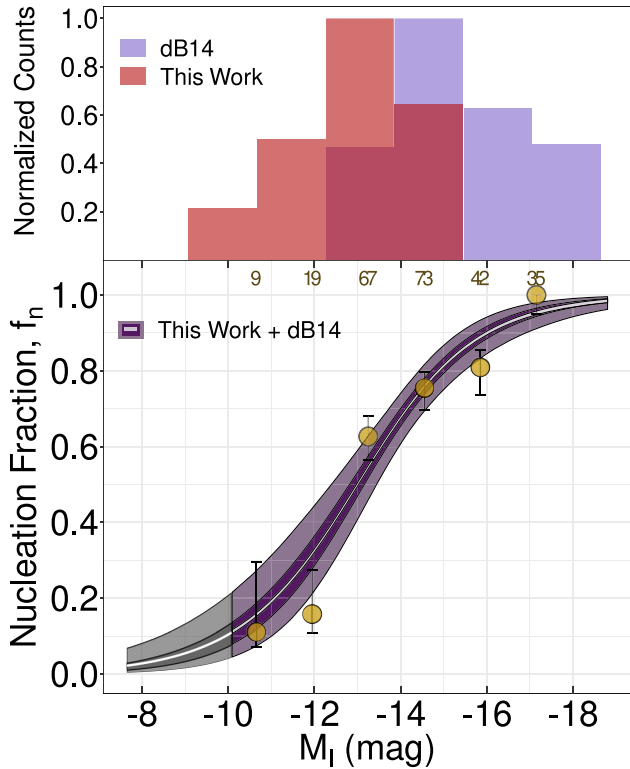 Normalized Counts
1.0
0.8
0.6
0.4
0.2
dB14
This Work
9 19 67 73 42 35
Nucleation Fraction, fₙ
1.0
0.8
0.6
0.4
0.2
0.0
This Work + dB14
-8 -10 -12 -14 -16 -18
M_I (mag)